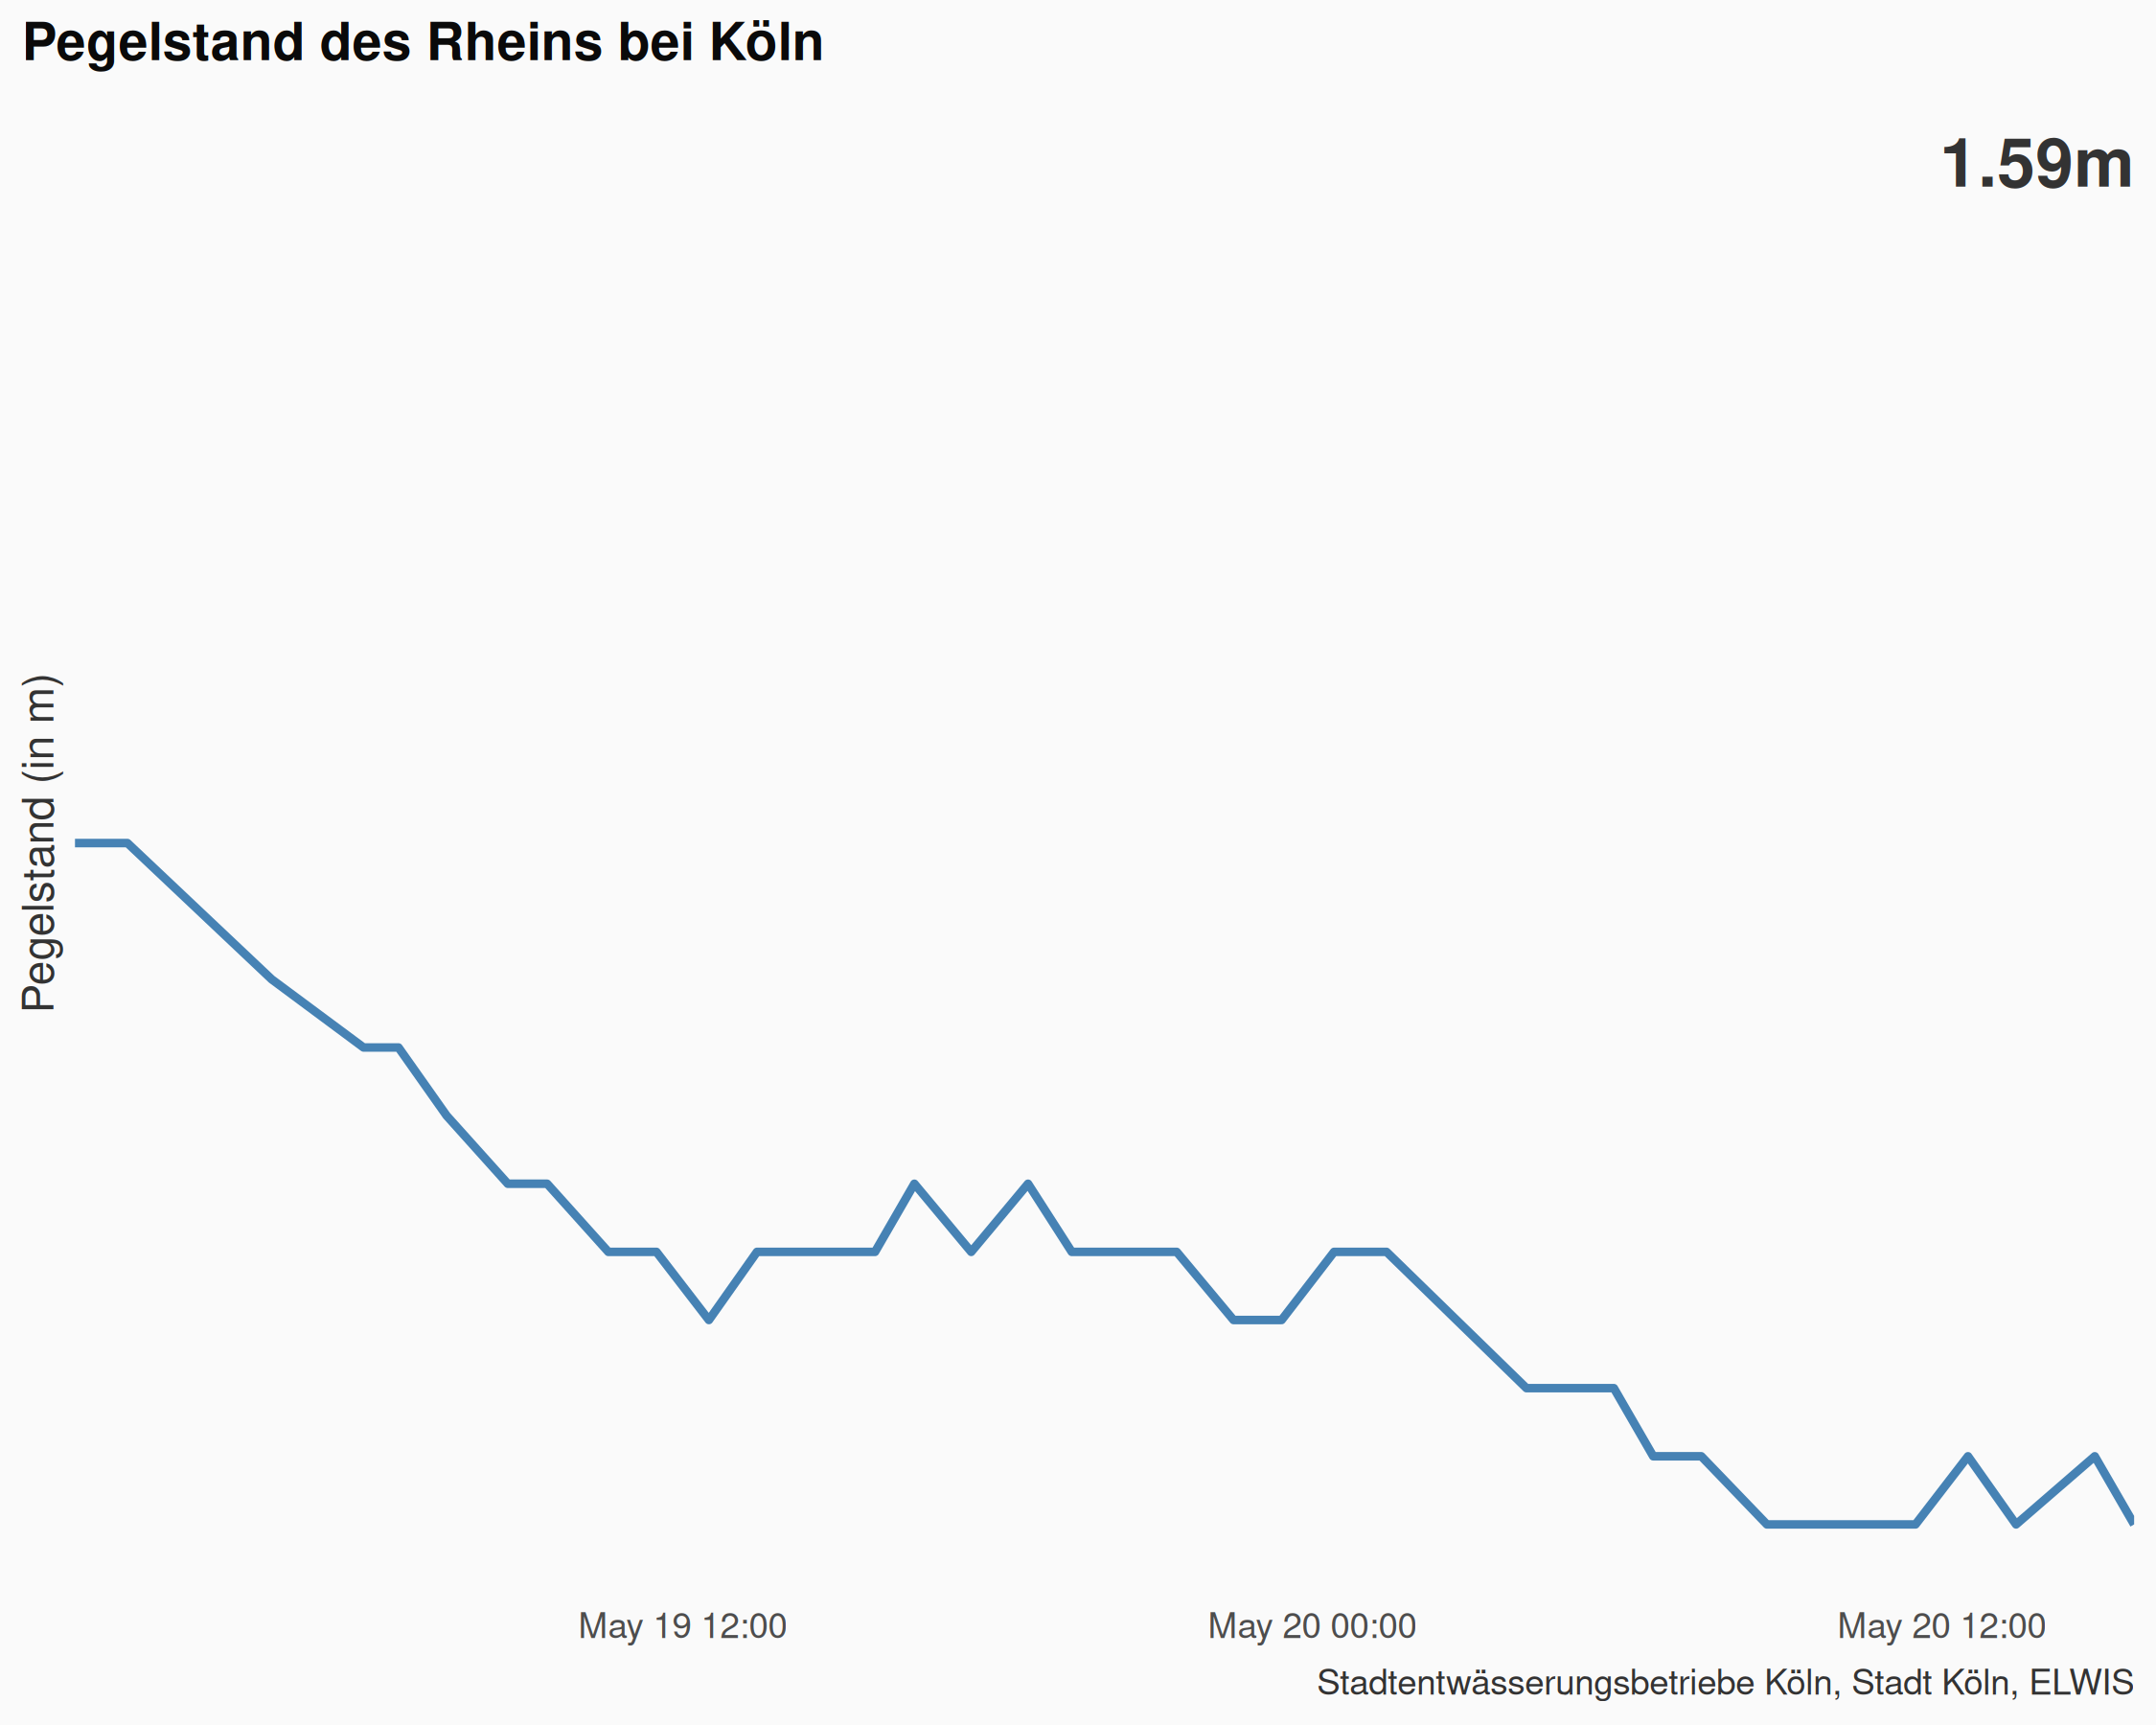 Pegelstand des Rheins bei Köln
1.59m
Pegelstand (in m)
May 19 12:00
May 20 00:00
May 20 12:00
Stadtentwässerungsbetriebe Köln, Stadt Köln, ELWIS